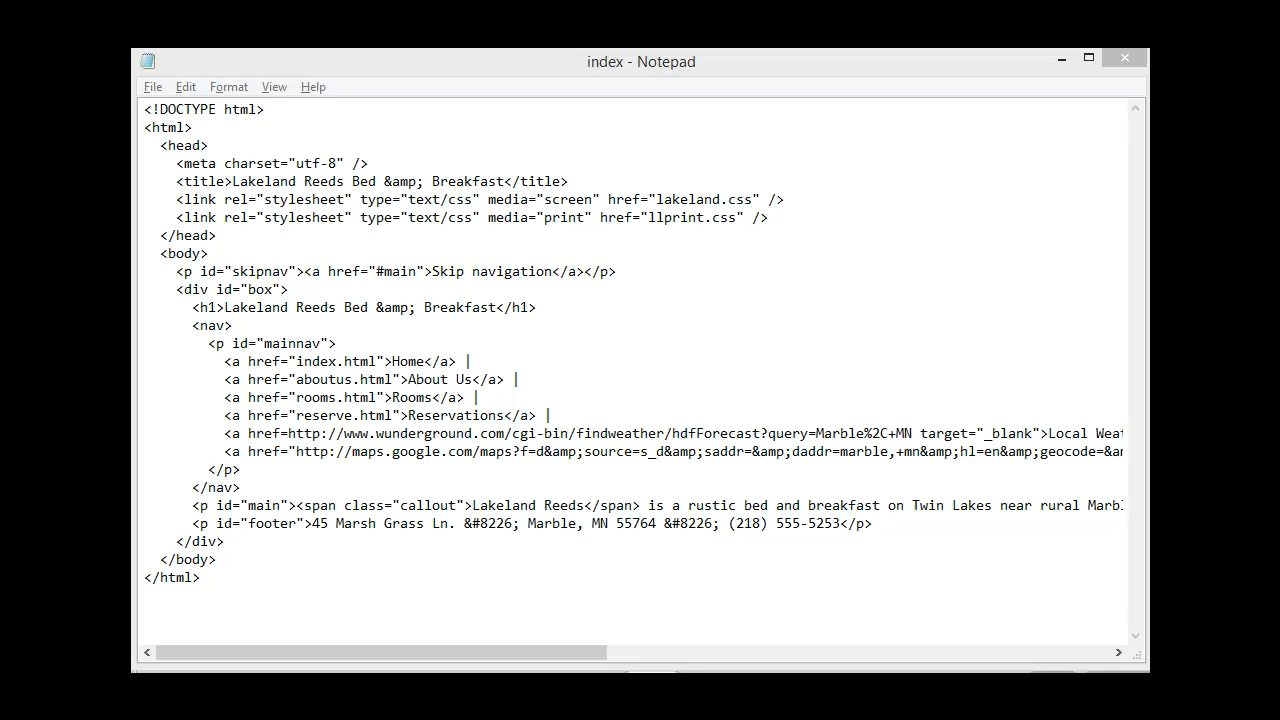 index - Notepad
File Edit Format View Help
<!DOCTYPE html>
<html>
<head>
<meta charset="utf-8" />
<title>Lakeland Reeds Bed &amp; Breakfast</title>
<link rel="stylesheet" type="text/css" media="screen" href="lakeland.css" />
<link rel="stylesheet" type="text/css" media="print" href="llprint.css" />
</head>
<body>
<p id="skipnav"><a href="#main">Skip navigation</a></p>
<div id="box">
<h1>Lakeland Reeds Bed &amp; Breakfast</h1>
<nav>
<p id="mainnav">
<a href="index.html">Home</a> |
<a href="aboutus.html">About Us</a> |
<a href="rooms.html">Rooms</a> |
<a href="reserve.html">Reservations</a> |
<a href=http://www.wunderground.com/cgi-bin/findweather/hdfForecast?query=Marble%2C+MN target="_blank">Local Weat
<a href="http://maps.google.com/maps?f=d&amp;source=s_d&amp;saddr=&amp;daddr=marble,+mn&amp;hl=en&amp;geocode=&am
</p>
</nav>
<p id="main"><span class="callout">Lakeland Reeds</span> is a rustic bed and breakfast on Twin Lakes near rural Marbl
<p id="footer">45 Marsh Grass Ln. &#8226; Marble, MN 55764 &#8226; (218) 555-5253</p>
</div>
</body>
</html>